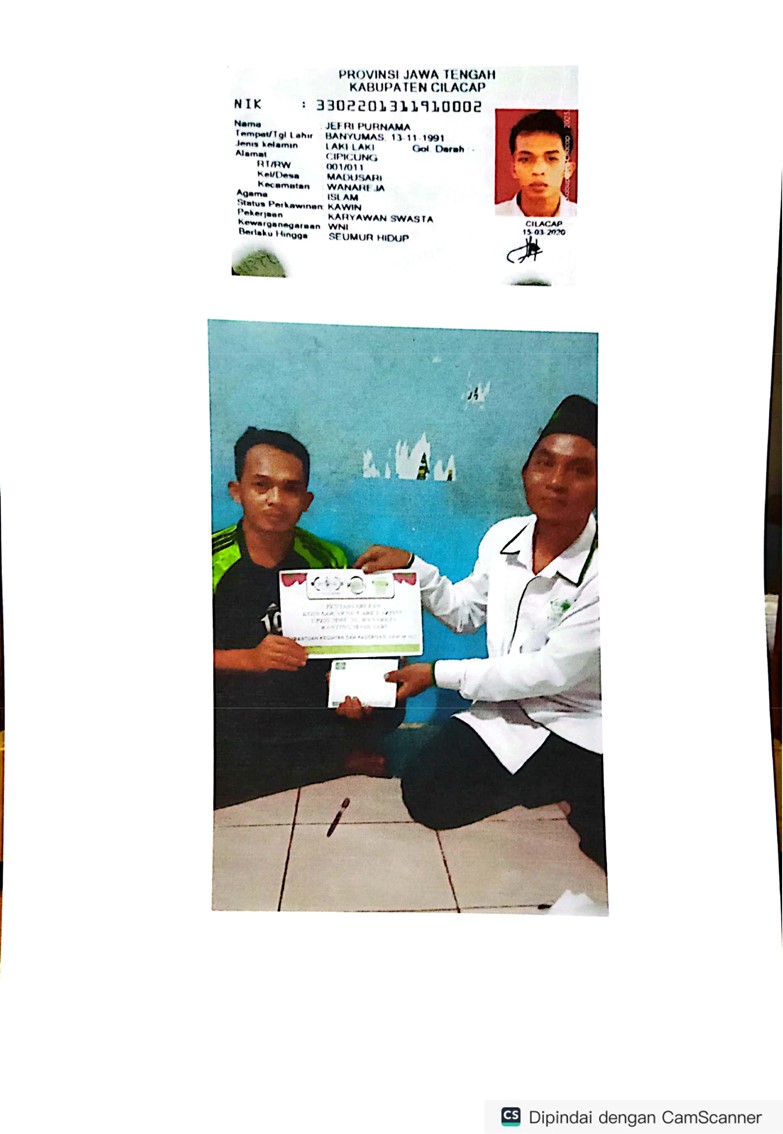 PROVINSI JAWA TENGAH
KABUPATEN CILACAP
NIK : 3302201311910002
Nama : JEFRI PURNAMA
Tempat/Tgl Lahir : BANYUMAS, 13-11-1991
Jenis kelamin : LAKI LAKI Gol. Darah : -
Alamat : CIPICUNG
RT/RW : 001/011
Kel/Desa : MADUSARI
Kecamatan : WANAREJA
Agama : ISLAM
Status Perkawinan: KAWIN
Pekerjaan : KARYAWAN SWASTA
Kewarganegaraan : WNI
Berlaku Hingga : SEUMUR HIDUP
CILACAP
15-03-2020
CS Dipindai dengan CamScanner